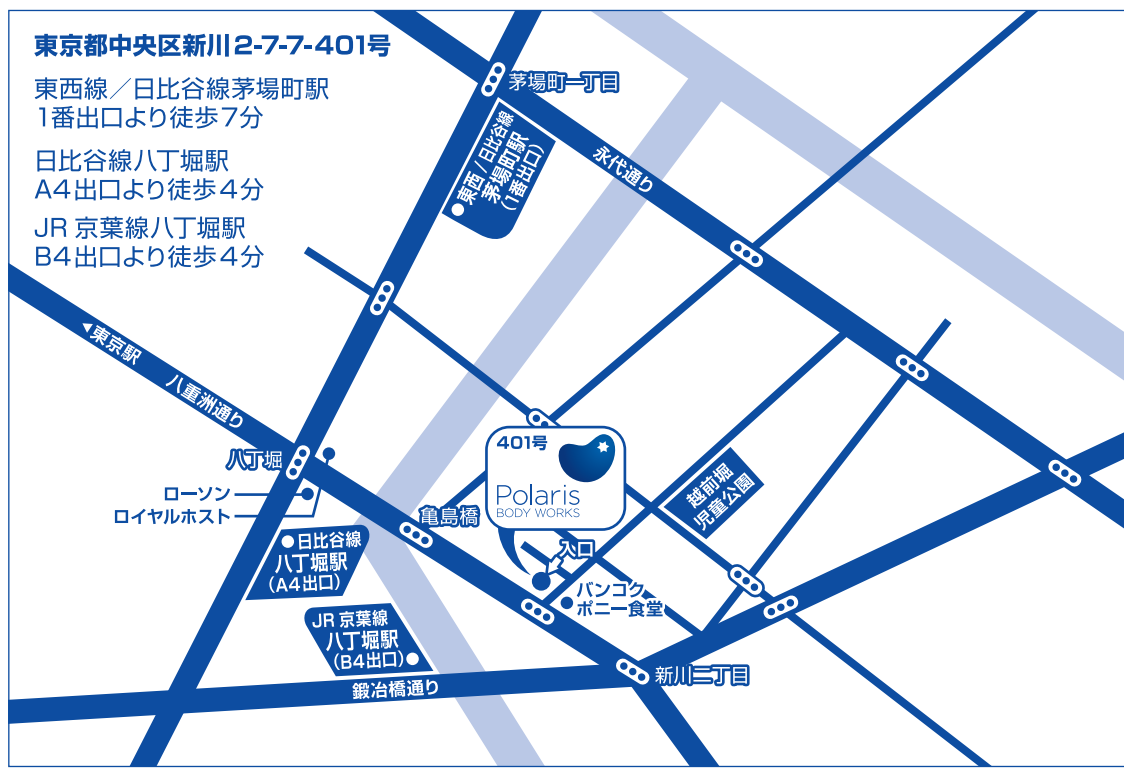 東京都中央区新川2-7-7-401号
東西線／日比谷線茅場町駅
1番出口より徒歩7分
日比谷線八丁堀駅
A4出口より徒歩4分
JR 京葉線八丁堀駅
B4出口より徒歩4分
茅場町一丁目
東西/日比谷線
茅場町駅
(1番出口)
永代通り
◀東京駅
八重洲通り
八丁堀
ローソン
ロイヤルホスト
亀島橋
401号
Polaris
BODY WORKS
越前堀
児童公園
入口
バンコク
ポニー食堂
日比谷線
八丁堀駅
(A4出口)
JR 京葉線
八丁堀駅
(B4出口)
新川二丁目
鍛冶橋通り